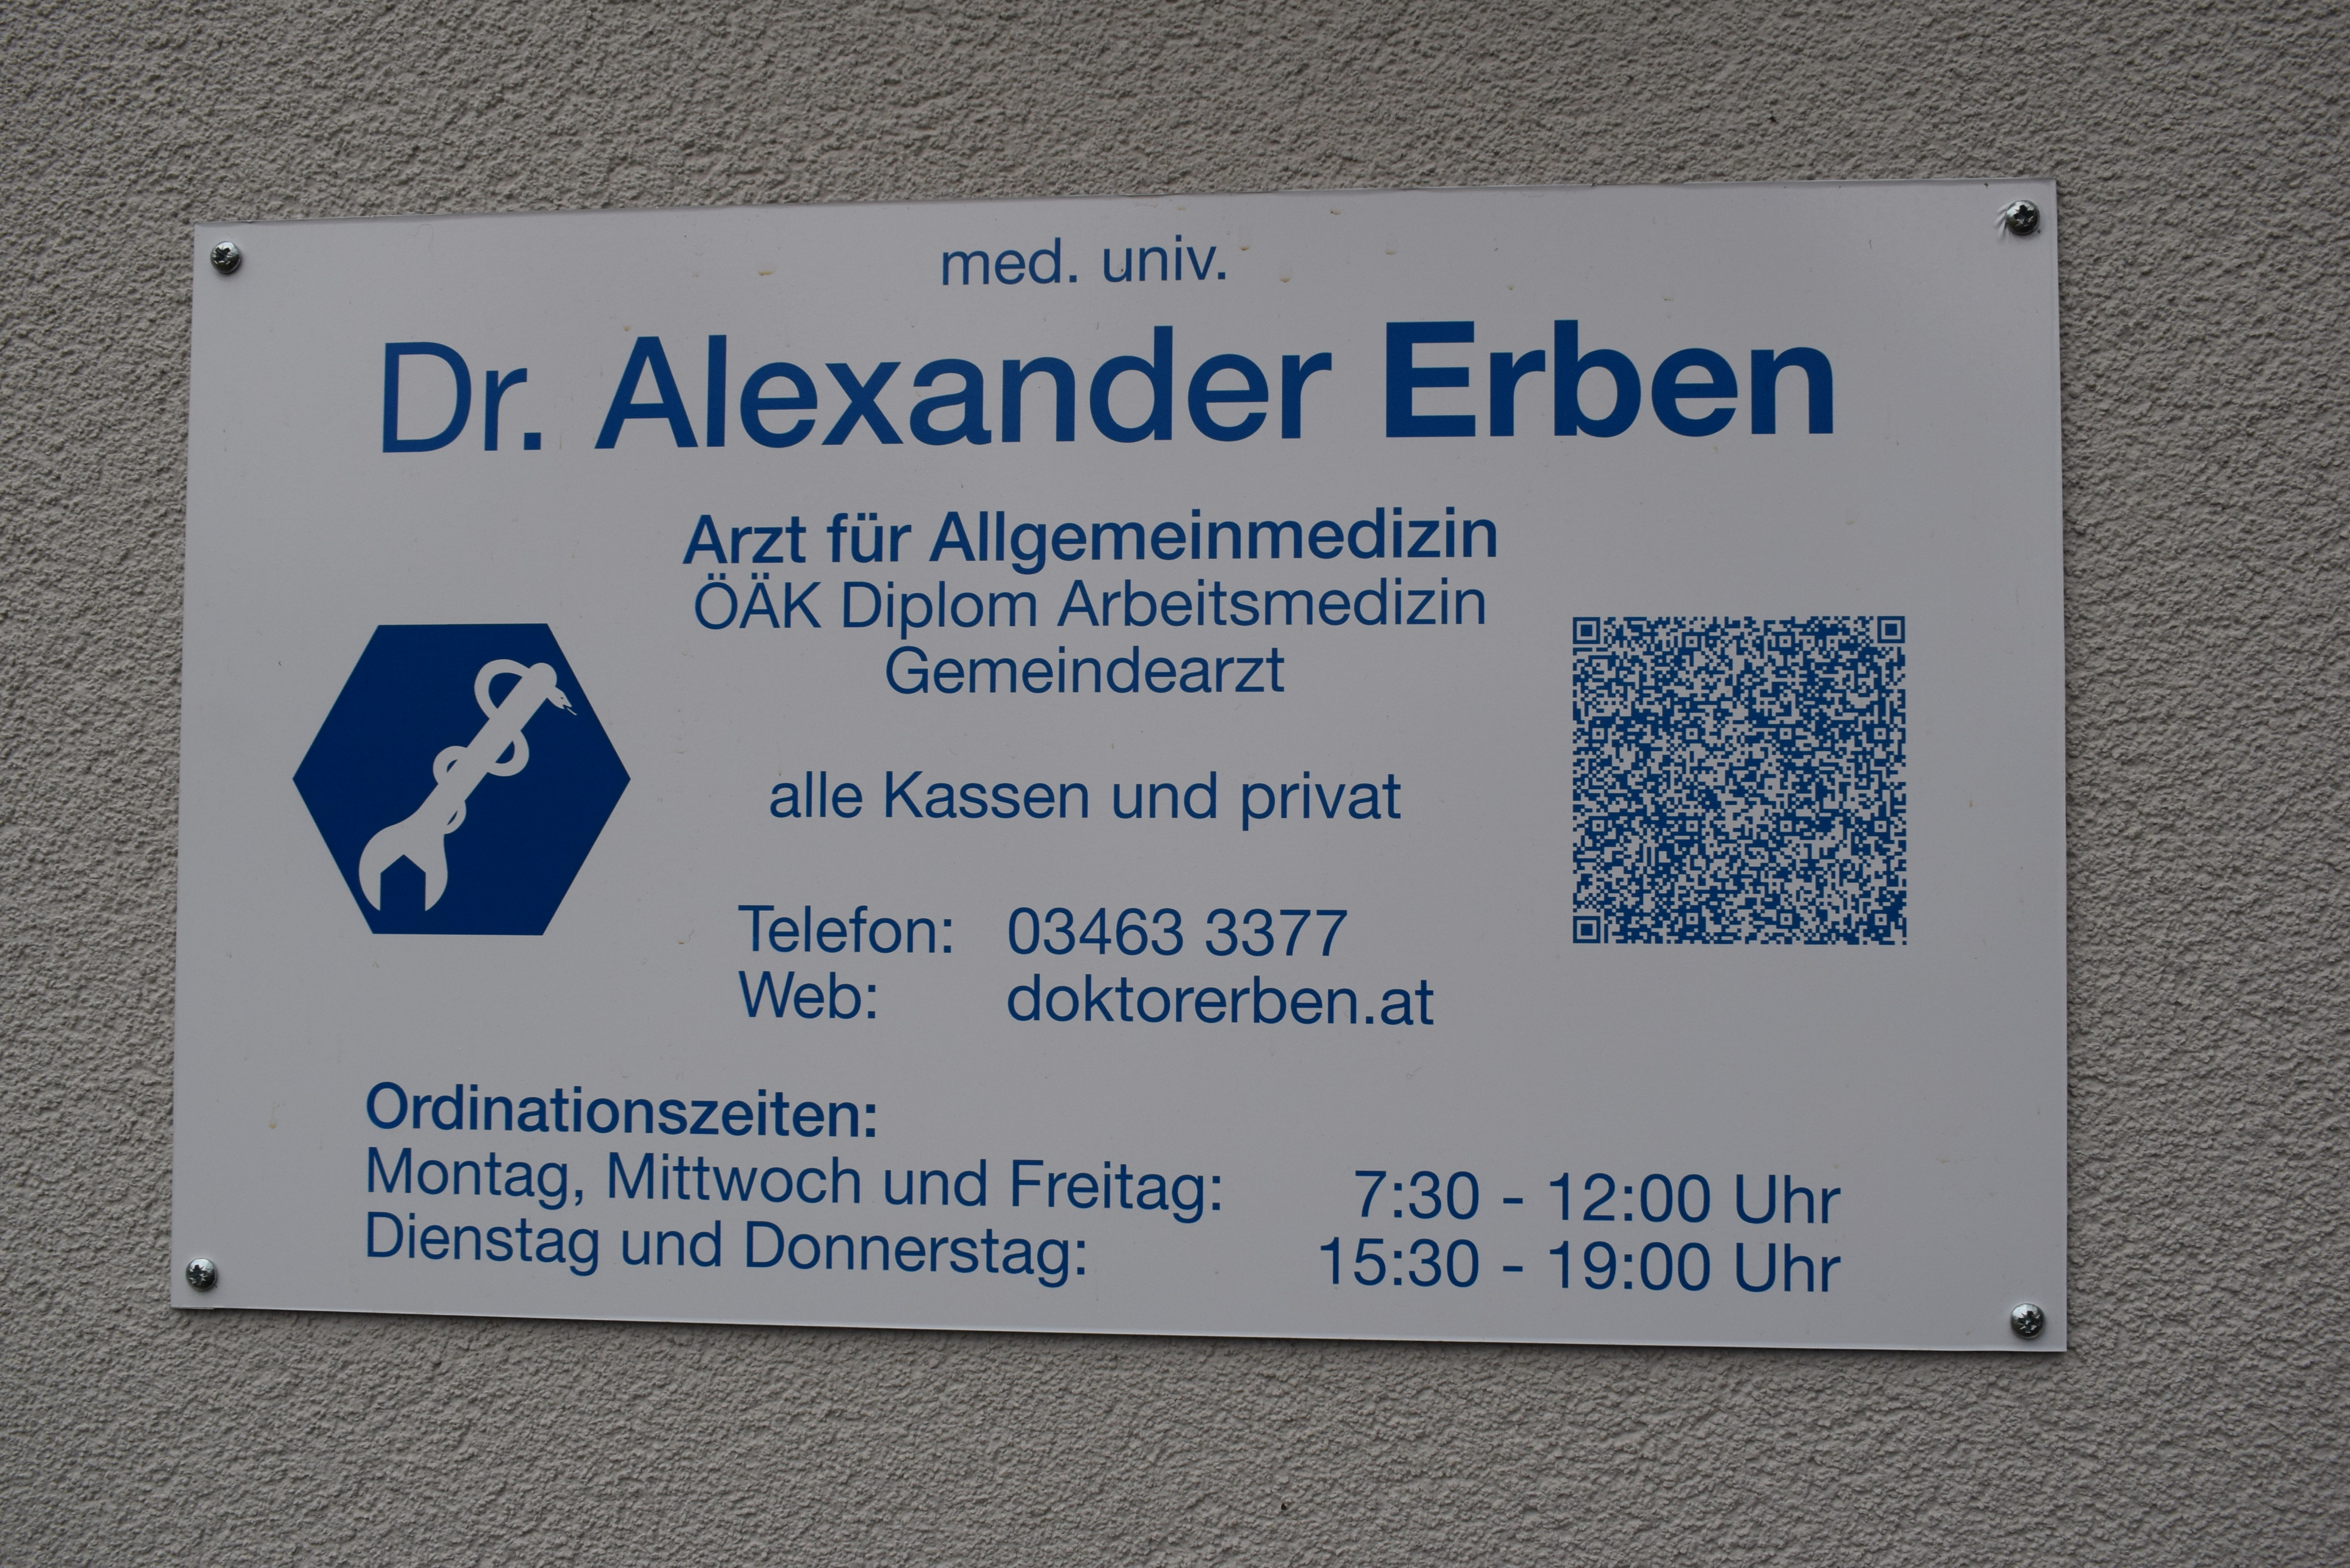 med. univ.
Dr. Alexander Erben
Arzt für Allgemeinmedizin
ÖÄK Diplom Arbeitsmedizin
Gemeindearzt
alle Kassen und privat
Telefon: 03463 3377
Web: doktorerben.at
Ordinationszeiten:
Montag, Mittwoch und Freitag: 7:30 - 12:00 Uhr
Dienstag und Donnerstag: 15:30 - 19:00 Uhr